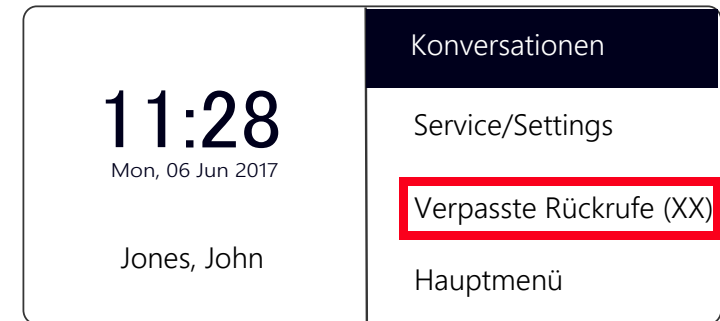 11:28
Mon, 06 Jun 2017
Jones, John
Konversationen
Service/Settings
Verpasste Rückrufe (XX)
Hauptmenü